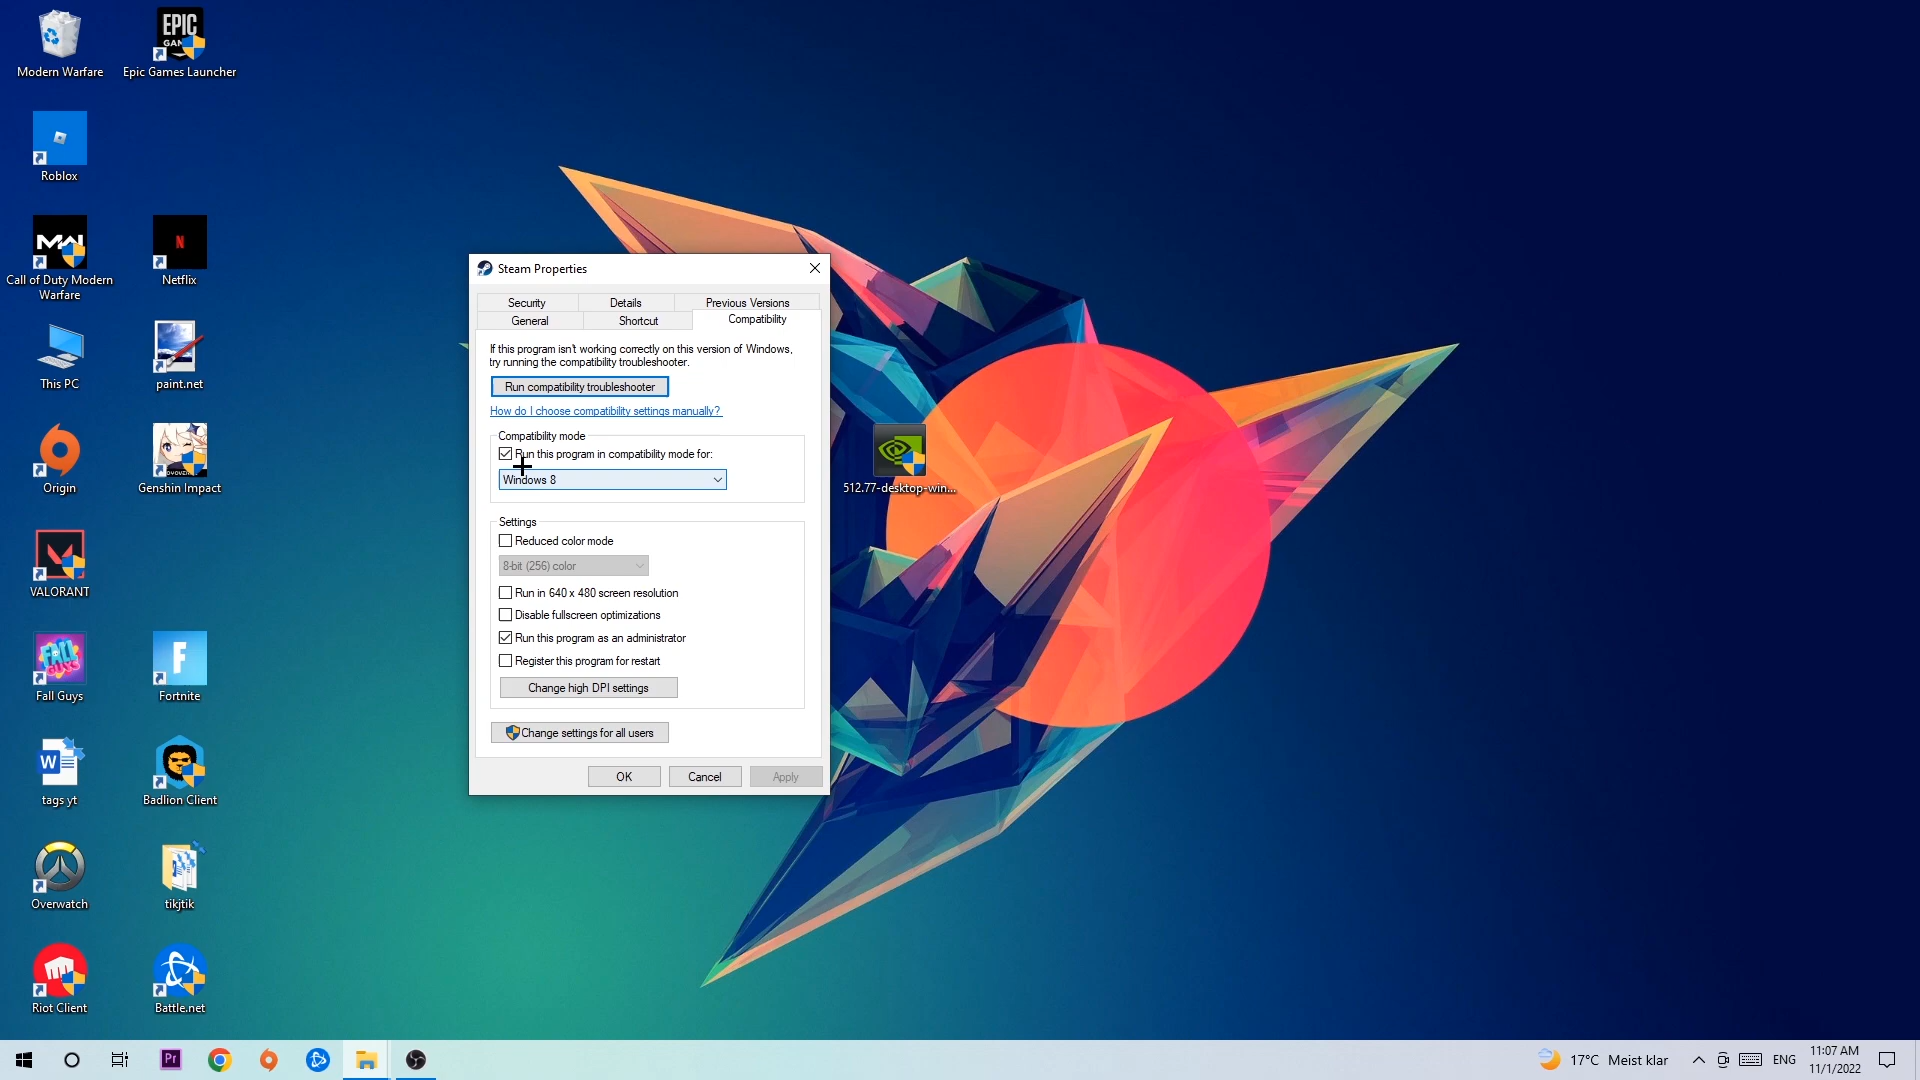 EPIC
GAMES
Modern Warfare
Epic Games Launcher
Roblox
MW
N
Call of Duty Modern
Warfare
Netflix
This PC
paint.net
Origin
Genshin Impact
VALORANT
FALL
GUYS
F
Fall Guys
Fortnite
W
tags yt
Badlion Client
Overwatch
tikjtik
Riot Client
Battle.net
512.77-desktop-win...
Steam Properties
Security
Details
Previous Versions
General
Shortcut
Compatibility
If this program isn't working correctly on this version of Windows,
try running the compatibility troubleshooter.
Run compatibility troubleshooter
How do I choose compatibility settings manually?
Compatibility mode
Run this program in compatibility mode for:
Windows 8
Settings
Reduced color mode
8-bit (256) color
Run in 640 x 480 screen resolution
Disable fullscreen optimizations
Run this program as an administrator
Register this program for restart
Change high DPI settings
Change settings for all users
OK
Cancel
Apply
Pr
17°C Meist klar
ENG
11:07 AM
11/1/2022